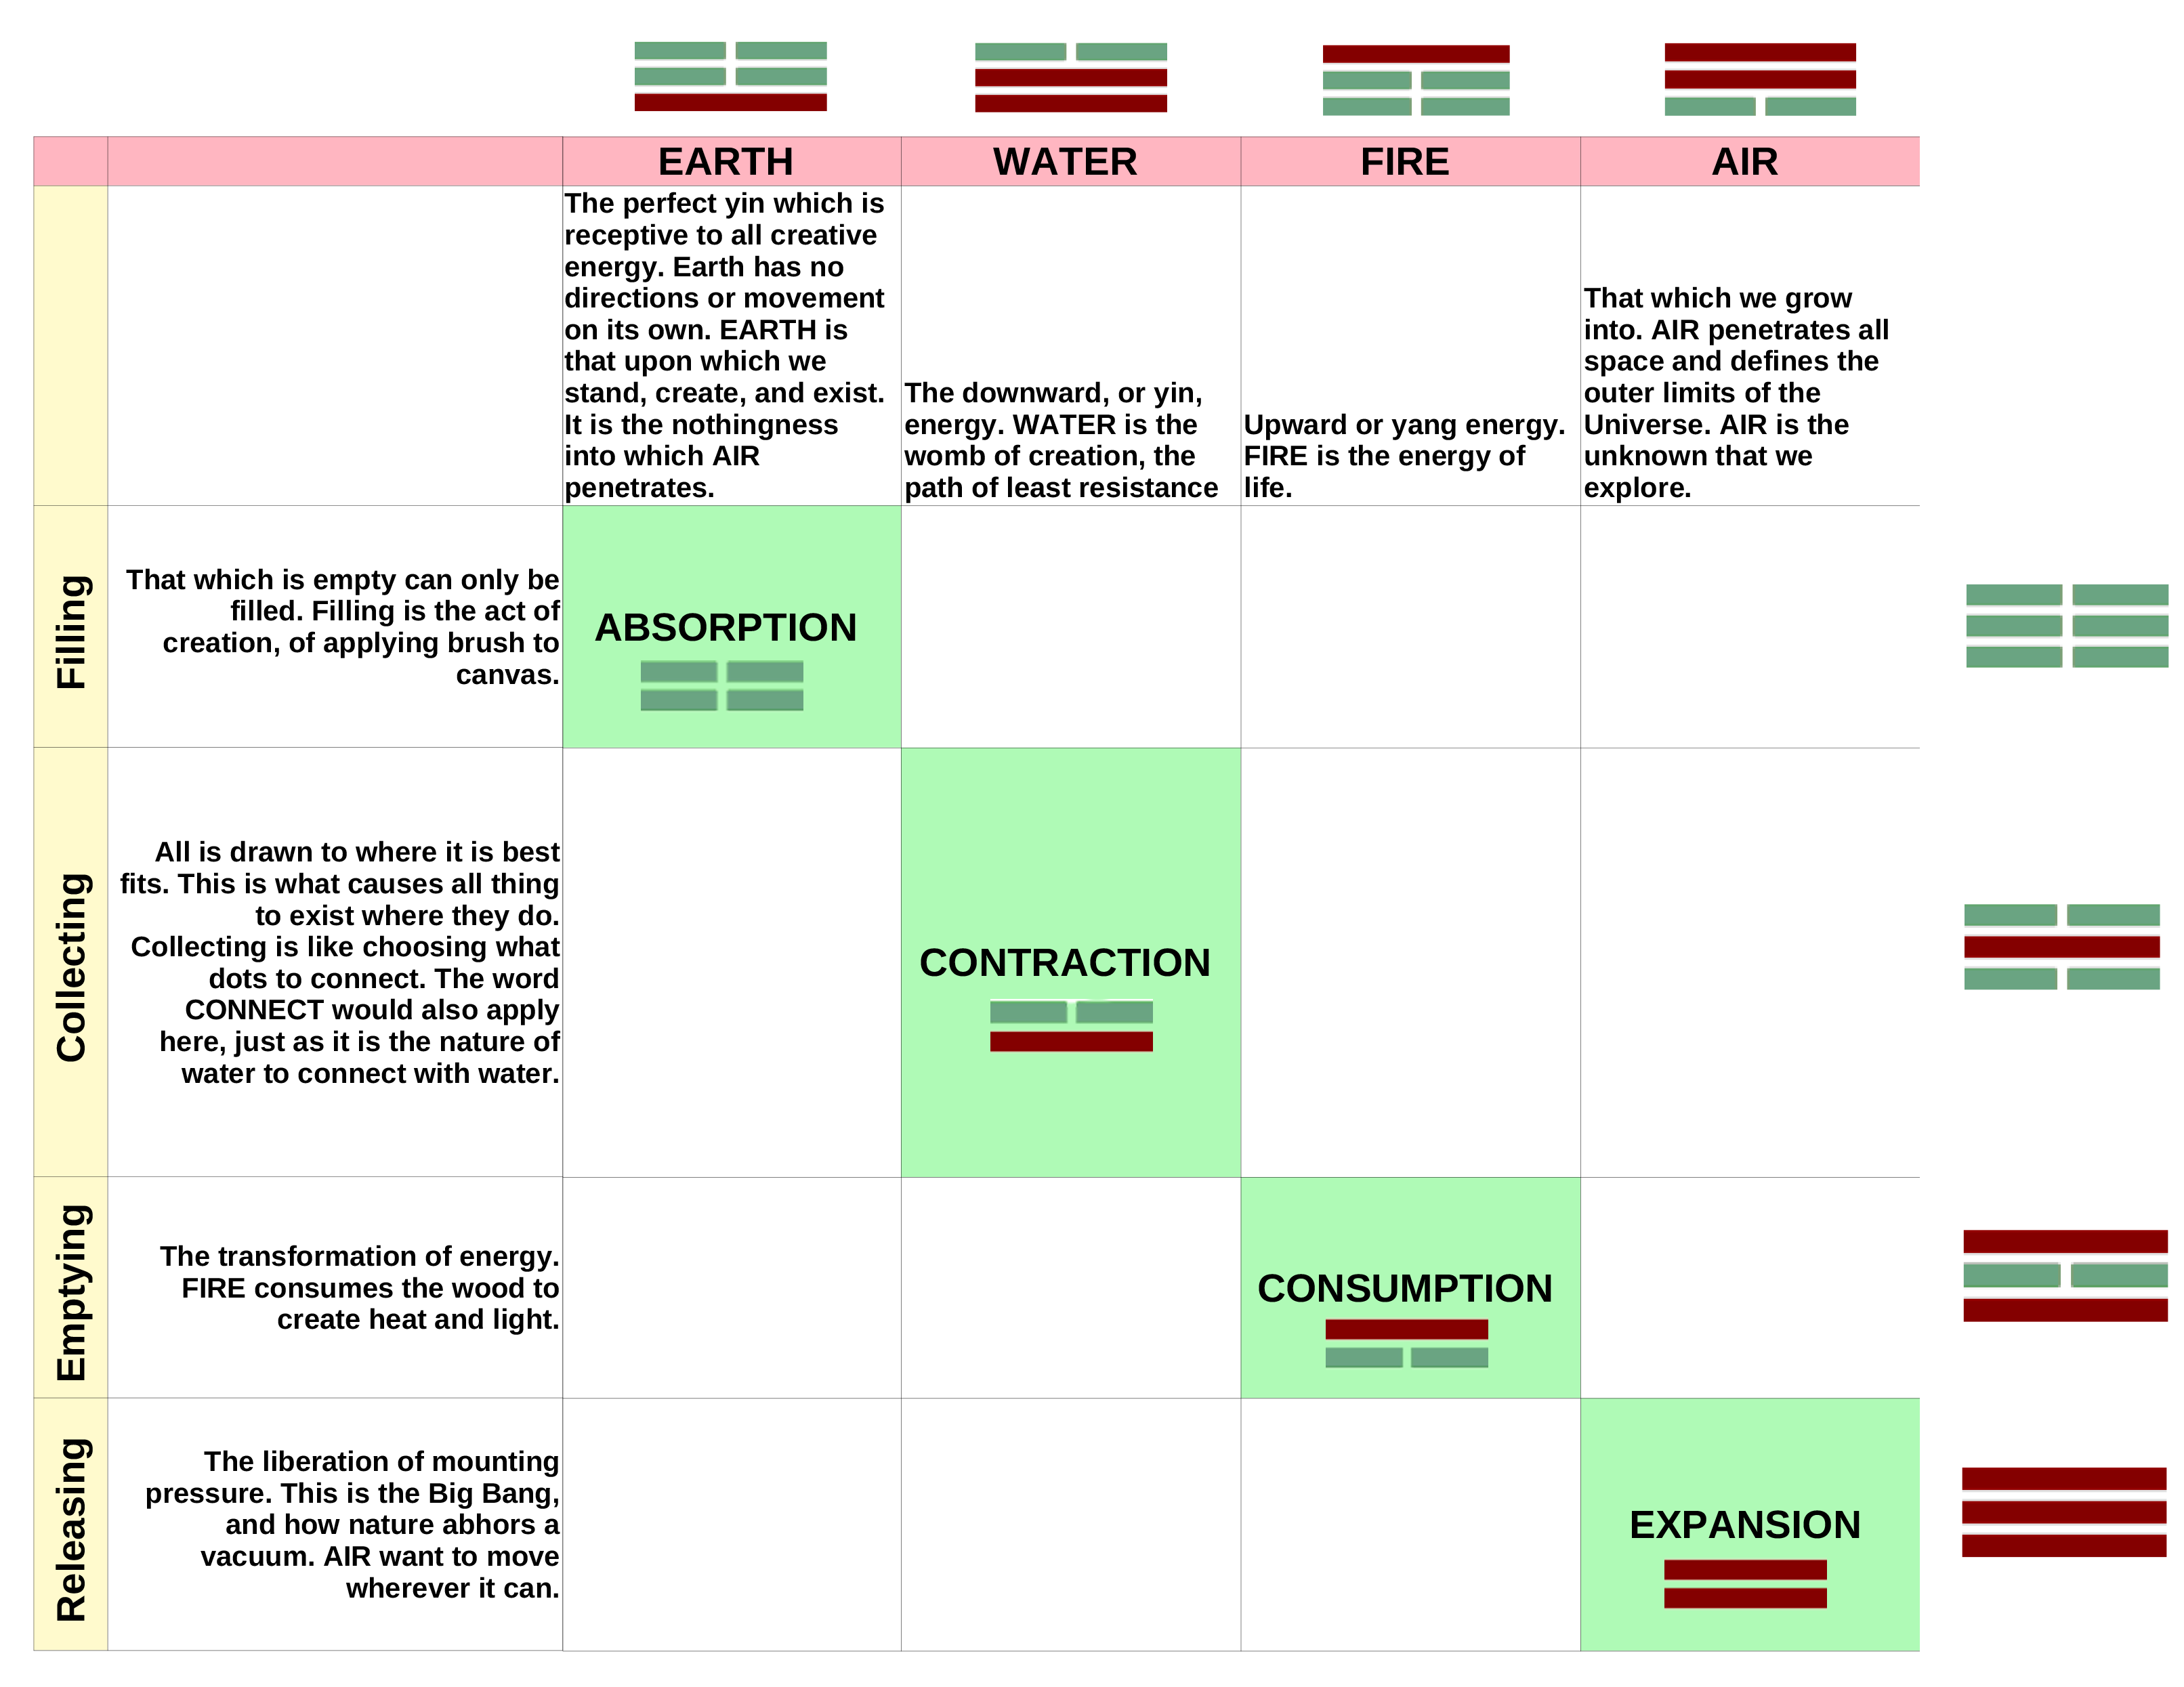 EARTH
WATER
FIRE
AIR
The perfect yin which is
receptive to all creative
energy. Earth has no
directions or movement
on its own. EARTH is
that upon which we
stand, create, and exist.
It is the nothingness
into which AIR
penetrates.
The downward, or yin,
energy. WATER is the
womb of creation, the
path of least resistance
Upward or yang energy.
FIRE is the energy of
life.
That which we grow
into. AIR penetrates all
space and defines the
outer limits of the
Universe. AIR is the
unknown that we
explore.
Filling
That which is empty can only be
filled. Filling is the act of
creation, of applying brush to
canvas.
ABSORPTION
Collecting
All is drawn to where it is best
fits. This is what causes all thing
to exist where they do.
Collecting is like choosing what
dots to connect. The word
CONNECT would also apply
here, just as it is the nature of
water to connect with water.
CONTRACTION
Emptying
The transformation of energy.
FIRE consumes the wood to
create heat and light.
CONSUMPTION
Releasing
The liberation of mounting
pressure. This is the Big Bang,
and how nature abhors a
vacuum. AIR want to move
wherever it can.
EXPANSION